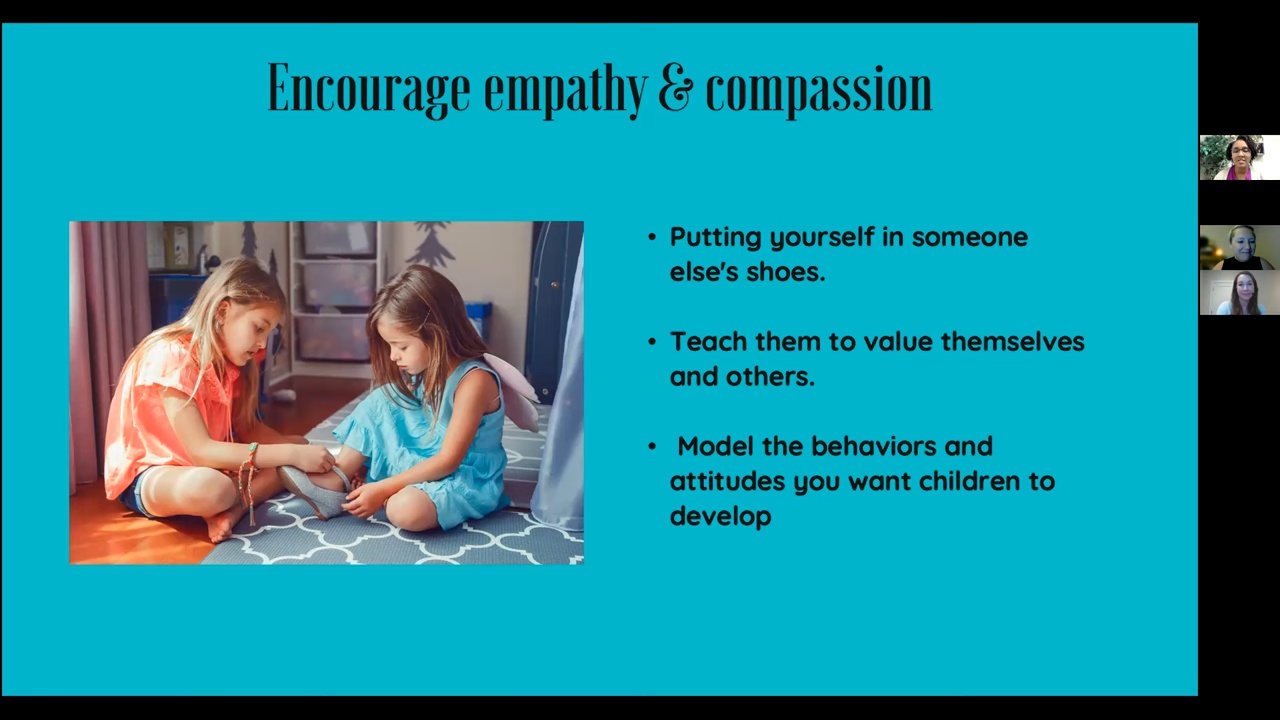 Encourage empathy & compassion
• Putting yourself in someone
else's shoes.
• Teach them to value themselves
and others.
• Model the behaviors and
attitudes you want children to
develop